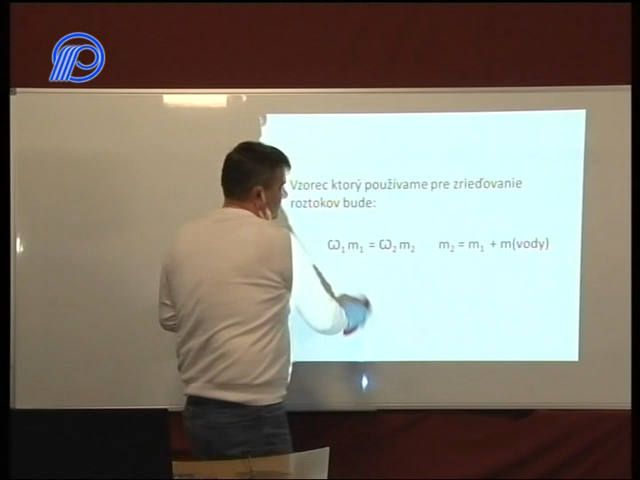 Vzorec ktorý používame pre zrieďovanie
roztokov bude:
ω₁ m₁ = ω₂ m₂ m₂ = m₁ + m(vody)